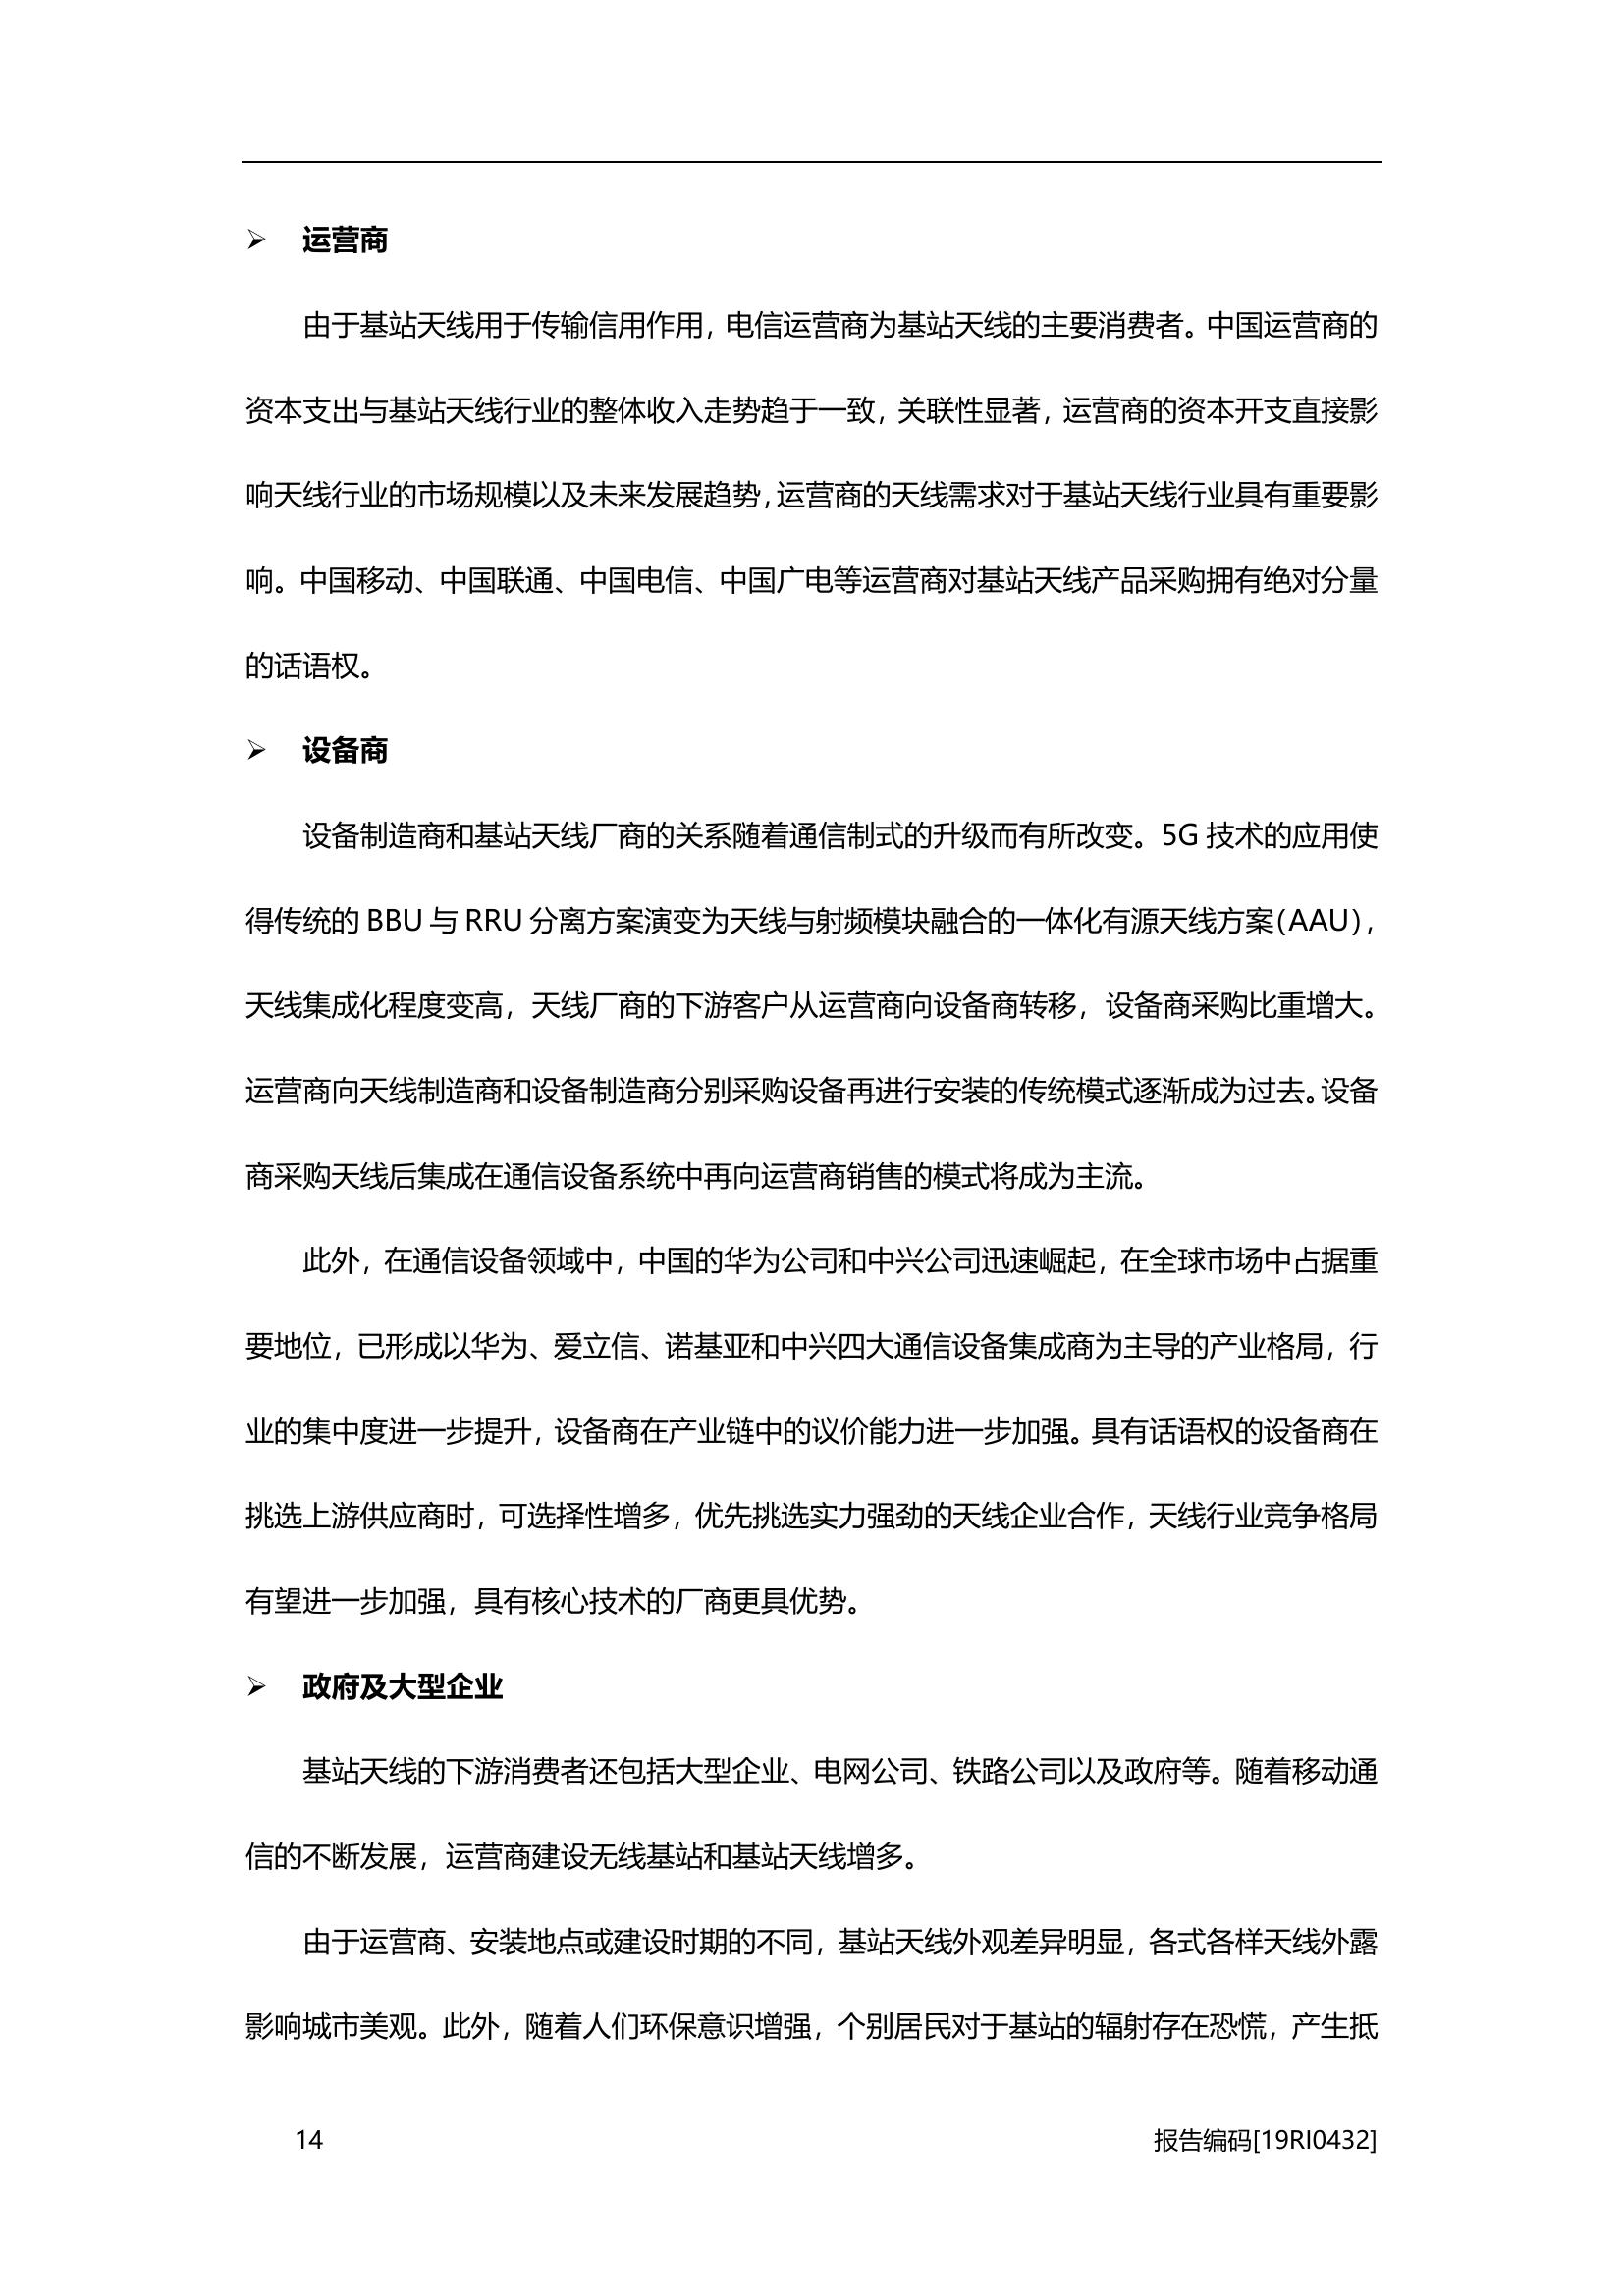 ➢ 运营商
由于基站天线用于传输信用作用，电信运营商为基站天线的主要消费者。中国运营商的
资本支出与基站天线行业的整体收入走势趋于一致，关联性显著，运营商的资本开支直接影
响天线行业的市场规模以及未来发展趋势，运营商的天线需求对于基站天线行业具有重要影
响。中国移动、中国联通、中国电信、中国广电等运营商对基站天线产品采购拥有绝对分量
的话语权。
➢ 设备商
设备制造商和基站天线厂商的关系随着通信制式的升级而有所改变。5G 技术的应用使
得传统的 BBU 与 RRU 分离方案演变为天线与射频模块融合的一体化有源天线方案（AAU），
天线集成化程度变高，天线厂商的下游客户从运营商向设备商转移，设备商采购比重增大。
运营商向天线制造商和设备制造商分别采购设备再进行安装的传统模式逐渐成为过去。设备
商采购天线后集成在通信设备系统中再向运营商销售的模式将成为主流。
此外，在通信设备领域中，中国的华为公司和中兴公司迅速崛起，在全球市场中占据重
要地位，已形成以华为、爱立信、诺基亚和中兴四大通信设备集成商为主导的产业格局，行
业的集中度进一步提升，设备商在产业链中的议价能力进一步加强。具有话语权的设备商在
挑选上游供应商时，可选择性增多，优先挑选实力强劲的天线企业合作，天线行业竞争格局
有望进一步加强，具有核心技术的厂商更具优势。
➢ 政府及大型企业
基站天线的下游消费者还包括大型企业、电网公司、铁路公司以及政府等。随着移动通
信的不断发展，运营商建设无线基站和基站天线增多。
由于运营商、安装地点或建设时期的不同，基站天线外观差异明显，各式各样天线外露
影响城市美观。此外，随着人们环保意识增强，个别居民对于基站的辐射存在恐慌，产生抵
14 报告编码[19RI0432]